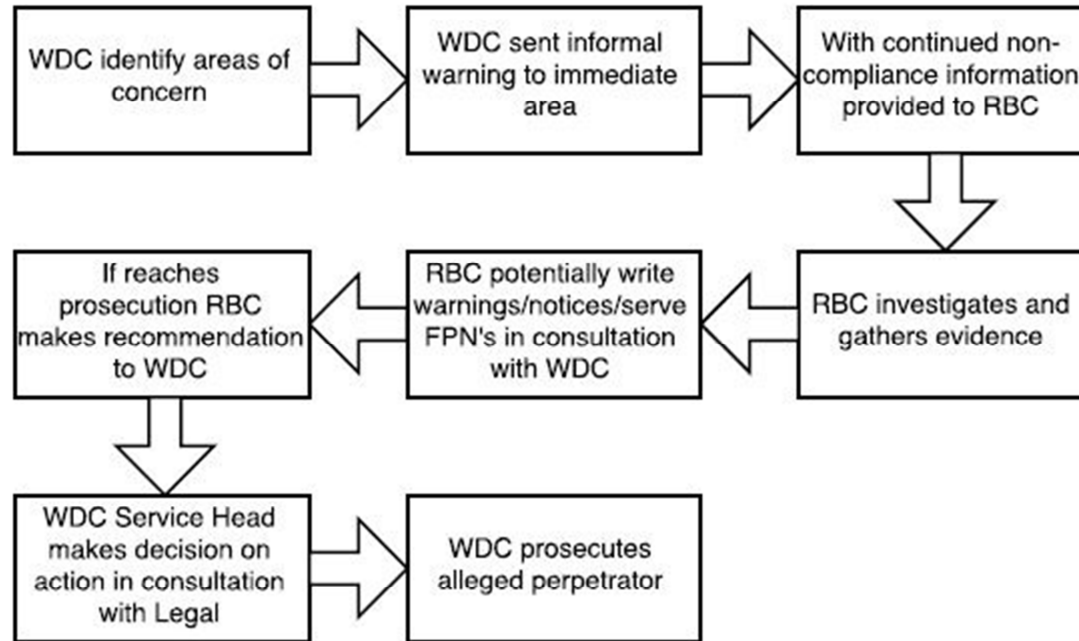 WDC identify areas of
concern
WDC sent informal
warning to immediate
area
With continued non-
compliance information
provided to RBC
RBC investigates and
gathers evidence
RBC potentially write
warnings/notices/serve
FPN's in consultation
with WDC
If reaches
prosecution RBC
makes recommendation
to WDC
WDC Service Head
makes decision on
action in consultation
with Legal
WDC prosecutes
alleged perpetrator